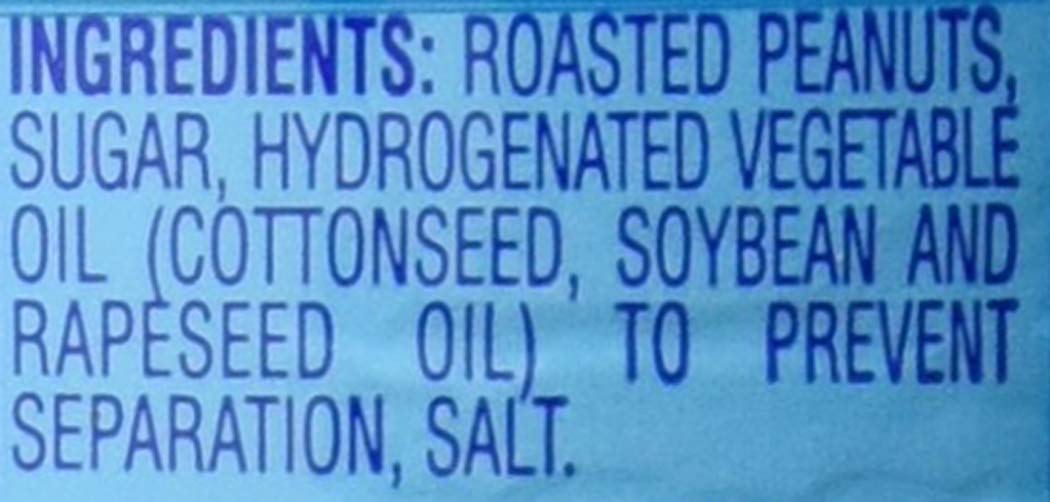 INGREDIENTS: ROASTED PEANUTS,
SUGAR, HYDROGENATED VEGETABLE
OIL (COTTONSEED, SOYBEAN AND
RAPESEED OIL) TO PREVENT
SEPARATION, SALT.